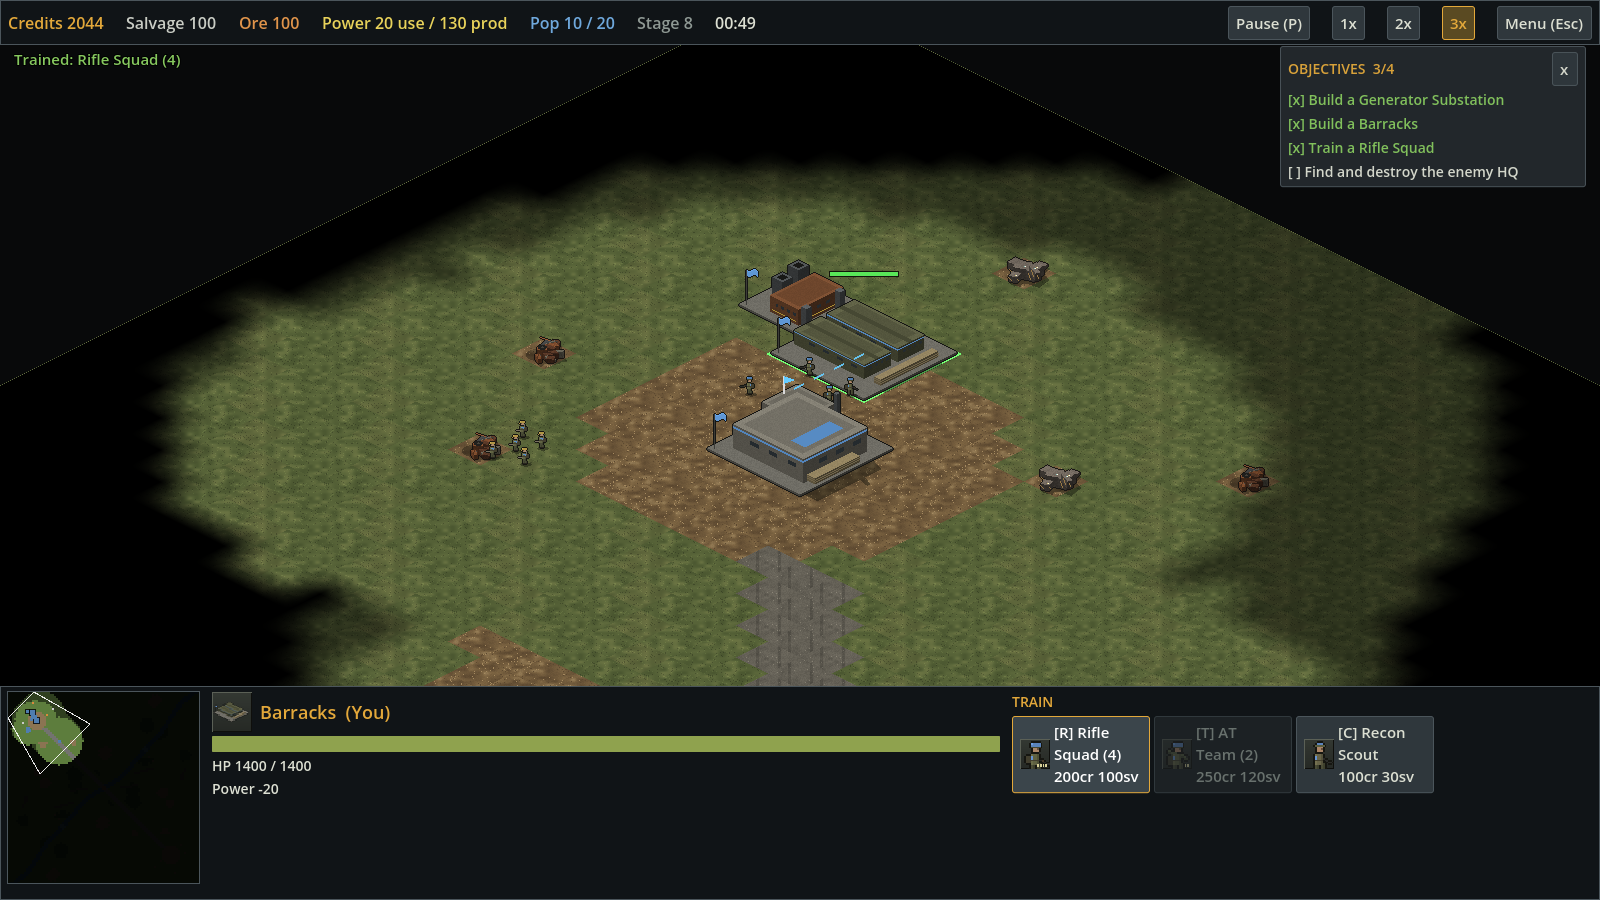 Credits 2044 Salvage 100 Ore 100 Power 20 use / 130 prod Pop 10 / 20 Stage 8 00:49 Pause (P) 1x 2x 3x Menu (Esc)
Trained: Rifle Squad (4)
OBJECTIVES 3/4 x
[x] Build a Generator Substation
[x] Build a Barracks
[x] Train a Rifle Squad
[ ] Find and destroy the enemy HQ
Barracks (You)
HP 1400 / 1400
Power -20
TRAIN
[R] Rifle
Squad (4)
200cr 100sv
[T] AT
Team (2)
250cr 120sv
[C] Recon
Scout
100cr 30sv